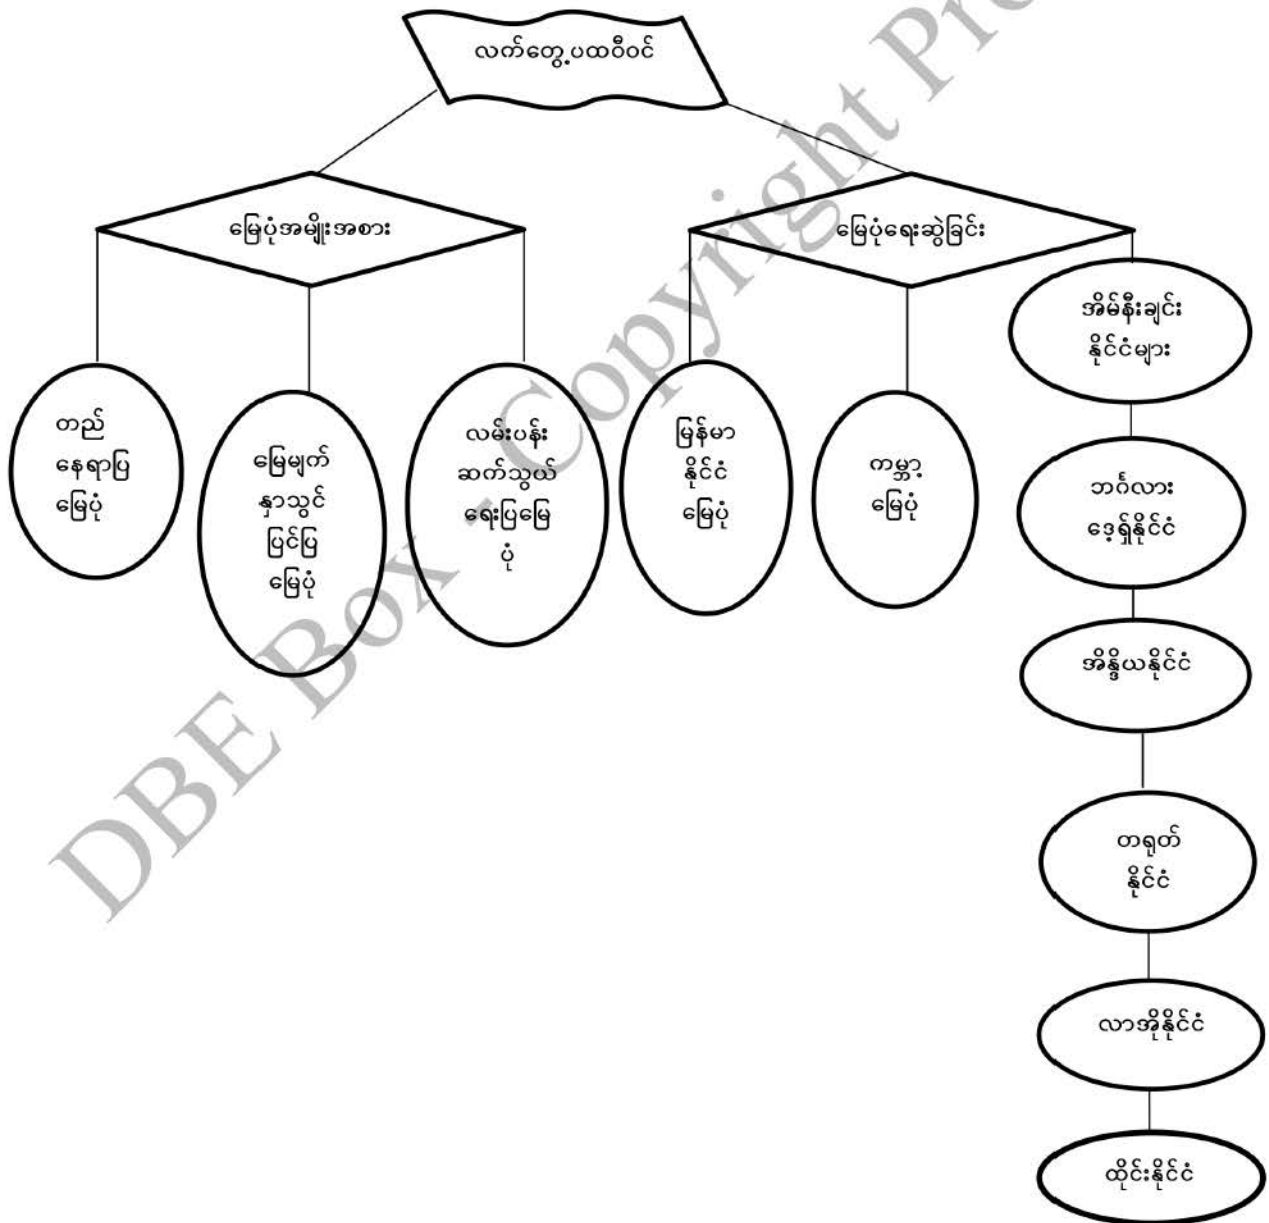 လက်တွေ့ပထဝီဝင်
မြေပုံအမျိုးအစား
မြေပုံရေးဆွဲခြင်း
တည်
နေရာပြ
မြေပုံ
မြေမျက်
နှာသွင်
ပြင်ပြ
မြေပုံ
လမ်းပန်း
ဆက်သွယ်
ရေးပြမြေ
ပုံ
မြန်မာ
နိုင်ငံ
မြေပုံ
ကမ္ဘာ့
မြေပုံ
အိမ်နီးချင်း
နိုင်ငံများ
ဘင်္ဂလား
ဒေ့ရှ်နိုင်ငံ
အိန္ဒိယနိုင်ငံ
တရုတ်
နိုင်ငံ
လာအိုနိုင်ငံ
ထိုင်းနိုင်ငံ
DBE Box - Copyright Pro